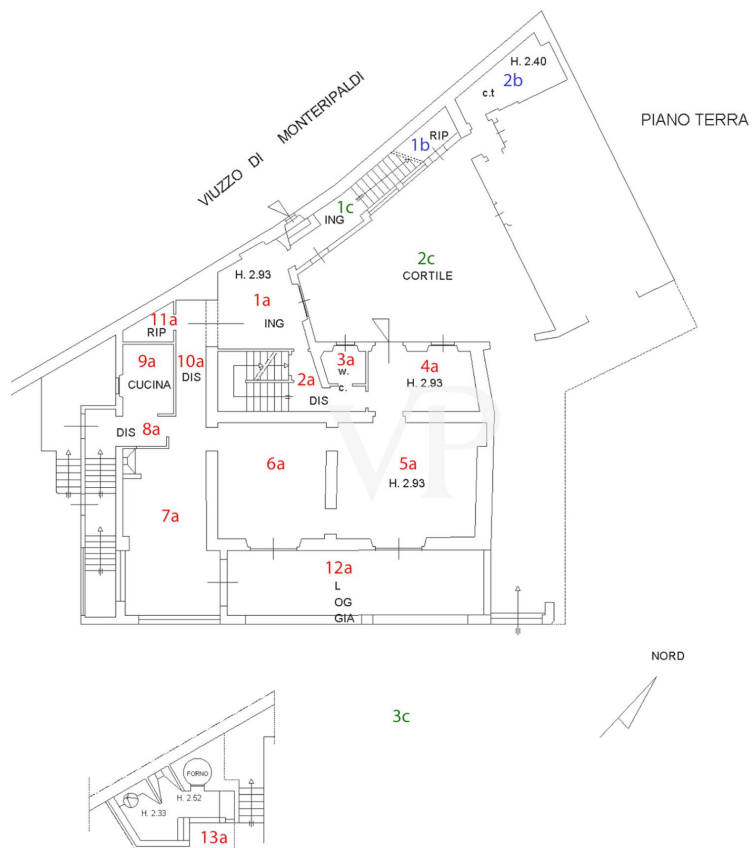 H. 2.40
2b
c.t
PIANO TERRA
VIUZZO DI MONTERIPALDI
RIP
1b
1c
ING
2c
CORTILE
H. 2.93
1a
ING
11a
RIP
9a
CUCINA
10a
DIS
2a
DIS
3a
w.
c.
4a
H. 2.93
DIS
8a
6a
5a
H. 2.93
VP
7a
12a
L
OG
GIA
NORD
3c
FORNO
H. 2.52
H. 2.33
13a